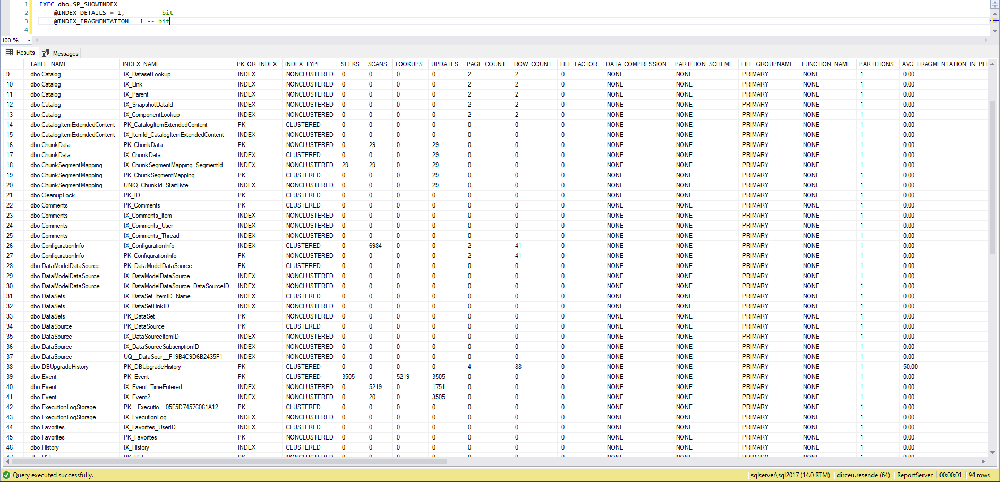 1 EXEC dbo.SP_SHOWINDEX
2 @INDEX_DETAILS = 1, -- bit
3 @INDEX_FRAGMENTATION = 1 -- bit
4
100 %
Results Messages
TABLE_NAME INDEX_NAME PK_OR_INDEX INDEX_TYPE SEEKS SCANS LOOKUPS UPDATES PAGE_COUNT ROW_COUNT FILL_FACTOR DATA_COMPRESSION PARTITION_SCHEME FILE_GROUPNAME FUNCTION_NAME PARTITIONS AVG_FRAGMENTATION_IN_PER
9 dbo.Catalog IX_DatasetLookup INDEX NONCLUSTERED 0 0 0 0 2 2 0 NONE NONE PRIMARY NONE 1 0.00
10 dbo.Catalog IX_Link INDEX NONCLUSTERED 0 0 0 0 2 2 0 NONE NONE PRIMARY NONE 1 0.00
11 dbo.Catalog IX_Parent INDEX NONCLUSTERED 0 0 0 0 2 2 0 NONE NONE PRIMARY NONE 1 0.00
12 dbo.Catalog IX_SnapshotDataId INDEX NONCLUSTERED 0 0 0 0 2 2 0 NONE NONE PRIMARY NONE 1 0.00
13 dbo.Catalog IX_ComponentLookup INDEX NONCLUSTERED 0 0 0 0 2 2 0 NONE NONE PRIMARY NONE 1 0.00
14 dbo.CatalogItemExtendedContent PK_CatalogItemExtendedContent PK CLUSTERED 0 0 0 0 0 0 0 NONE NONE PRIMARY NONE 1 0.00
15 dbo.CatalogItemExtendedContent IX_ItemId_CatalogItemExtendedContent INDEX NONCLUSTERED 0 0 0 0 0 0 0 NONE NONE PRIMARY NONE 1 0.00
16 dbo.ChunkData PK_ChunkData PK NONCLUSTERED 0 29 0 29 0 0 0 NONE NONE PRIMARY NONE 1 0.00
17 dbo.ChunkData IX_ChunkData INDEX CLUSTERED 0 0 0 29 0 0 0 NONE NONE PRIMARY NONE 1 0.00
18 dbo.ChunkSegmentMapping IX_ChunkSegmentMapping_SegmentId INDEX NONCLUSTERED 29 29 0 29 0 0 0 NONE NONE PRIMARY NONE 1 0.00
19 dbo.ChunkSegmentMapping PK_ChunkSegmentMapping PK CLUSTERED 0 0 0 29 0 0 0 NONE NONE PRIMARY NONE 1 0.00
20 dbo.ChunkSegmentMapping UNIQ_ChunkId_StartByte INDEX NONCLUSTERED 0 0 0 29 0 0 0 NONE NONE PRIMARY NONE 1 0.00
21 dbo.CleanupLock PK_ID PK CLUSTERED 0 0 0 0 0 0 0 NONE NONE PRIMARY NONE 1 0.00
22 dbo.Comments PK_Comments PK CLUSTERED 0 0 0 0 0 0 0 NONE NONE PRIMARY NONE 1 0.00
23 dbo.Comments IX_Comments_Item INDEX NONCLUSTERED 0 0 0 0 0 0 0 NONE NONE PRIMARY NONE 1 0.00
24 dbo.Comments IX_Comments_User INDEX NONCLUSTERED 0 0 0 0 0 0 0 NONE NONE PRIMARY NONE 1 0.00
25 dbo.Comments IX_Comments_Thread INDEX NONCLUSTERED 0 0 0 0 0 0 0 NONE NONE PRIMARY NONE 1 0.00
26 dbo.ConfigurationInfo IX_ConfigurationInfo INDEX CLUSTERED 0 6984 0 0 2 41 0 NONE NONE PRIMARY NONE 1 0.00
27 dbo.ConfigurationInfo PK_ConfigurationInfo PK NONCLUSTERED 0 0 0 0 2 41 0 NONE NONE PRIMARY NONE 1 0.00
28 dbo.DataModelDataSource PK_DataModelDataSource PK CLUSTERED 0 0 0 0 0 0 0 NONE NONE PRIMARY NONE 1 0.00
29 dbo.DataModelDataSource IX_DataModelDataSource INDEX NONCLUSTERED 0 0 0 0 0 0 0 NONE NONE PRIMARY NONE 1 0.00
30 dbo.DataModelDataSource IX_DataModelDataSource_DataSourceID INDEX NONCLUSTERED 0 0 0 0 0 0 0 NONE NONE PRIMARY NONE 1 0.00
31 dbo.DataSets IX_DataSet_ItemID_Name INDEX CLUSTERED 0 0 0 0 0 0 0 NONE NONE PRIMARY NONE 1 0.00
32 dbo.DataSets IX_DataSetLinkID INDEX NONCLUSTERED 0 0 0 0 0 0 0 NONE NONE PRIMARY NONE 1 0.00
33 dbo.DataSets PK_DataSet PK NONCLUSTERED 0 0 0 0 0 0 0 NONE NONE PRIMARY NONE 1 0.00
34 dbo.DataSource PK_DataSource PK CLUSTERED 0 0 0 0 0 0 0 NONE NONE PRIMARY NONE 1 0.00
35 dbo.DataSource IX_DataSourceItemID INDEX NONCLUSTERED 0 0 0 0 0 0 0 NONE NONE PRIMARY NONE 1 0.00
36 dbo.DataSource IX_DataSourceSubscriptionID INDEX NONCLUSTERED 0 0 0 0 0 0 0 NONE NONE PRIMARY NONE 1 0.00
37 dbo.DataSource UQ__DataSour__F19B4C9D6B2435F1 INDEX NONCLUSTERED 0 0 0 0 0 0 0 NONE NONE PRIMARY NONE 1 0.00
38 dbo.DBUpgradeHistory PK_DBUpgradeHistory PK CLUSTERED 0 0 0 0 4 88 0 NONE NONE PRIMARY NONE 1 50.00
39 dbo.Event PK_Event PK CLUSTERED 3505 0 5219 3505 0 0 0 NONE NONE PRIMARY NONE 1 0.00
40 dbo.Event IX_Event_TimeEntered INDEX NONCLUSTERED 0 5219 0 1751 0 0 0 NONE NONE PRIMARY NONE 1 0.00
41 dbo.Event IX_Event2 INDEX NONCLUSTERED 0 20 0 3505 0 0 0 NONE NONE PRIMARY NONE 1 0.00
42 dbo.ExecutionLogStorage PK__Executio__05F5D74576061A12 PK CLUSTERED 0 0 0 0 0 0 0 NONE NONE PRIMARY NONE 1 0.00
43 dbo.ExecutionLogStorage IX_ExecutionLog INDEX NONCLUSTERED 0 0 0 0 0 0 0 NONE NONE PRIMARY NONE 1 0.00
44 dbo.Favorites IX_Favorites_UserID INDEX CLUSTERED 0 0 0 0 0 0 0 NONE NONE PRIMARY NONE 1 0.00
45 dbo.Favorites PK_Favorites PK NONCLUSTERED 0 0 0 0 0 0 0 NONE NONE PRIMARY NONE 1 0.00
46 dbo.History IX_History INDEX CLUSTERED 0 0 0 0 0 0 0 NONE NONE PRIMARY NONE 1 0.00
47 dbo.History PK_History PK NONCLUSTERED 0 0 0 0 0 0 0 NONE NONE PRIMARY NONE 1 0.00
Query executed successfully. sqlserver\sql2017 (14.0 RTM) dirceu.resende (64) ReportServer 00:00:01 94 rows